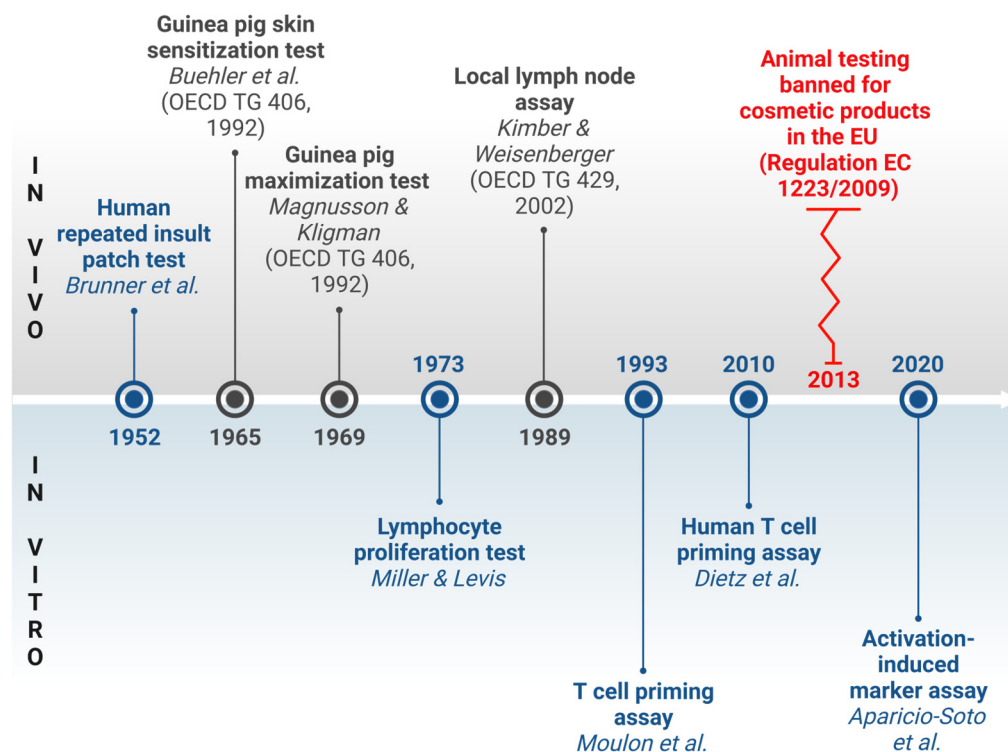 Guinea pig skin
sensitization test
Buehler et al.
(OECD TG 406,
1992)
Animal testing
banned for
cosmetic products
in the EU
(Regulation EC
1223/2009)
Local lymph node
assay
Kimber &
Weisenberger
(OECD TG 429,
2002)
Guinea pig
maximization test
Magnusson &
Kligman
(OECD TG 406,
1992)
IN VIVO
Human
repeated insult
patch test
Brunner et al.
1973
1993
2010
2013
2020
1952
1965
1969
1989
IN VITRO
Lymphocyte
proliferation test
Miller & Levis
Human T cell
priming assay
Dietz et al.
T cell priming
assay
Moulon et al.
Activation-
induced
marker assay
Aparicio-Soto
et al.